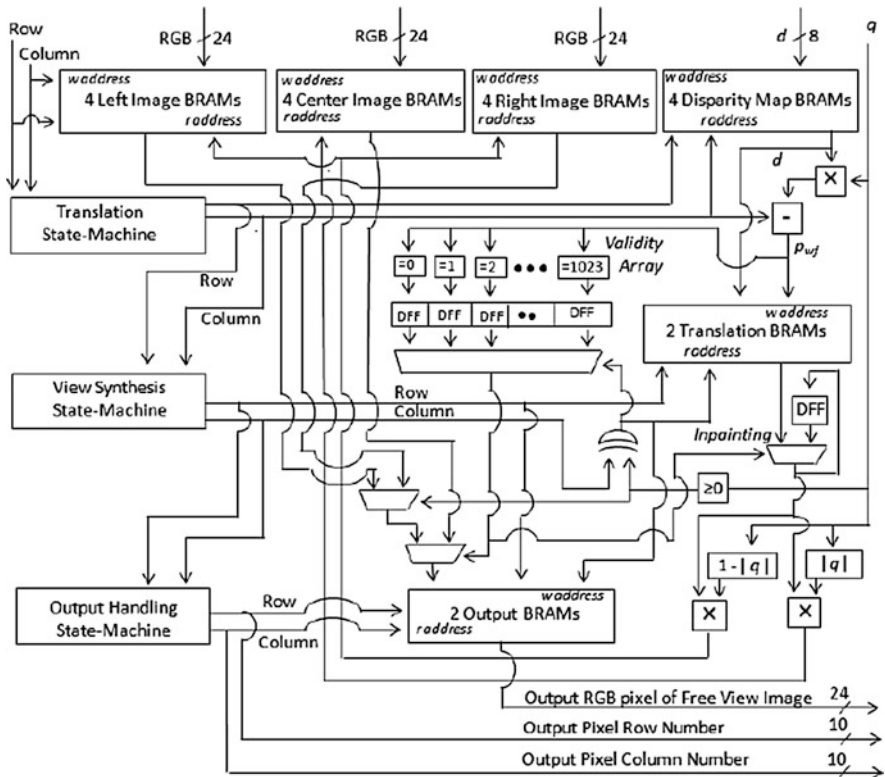 Row
Column
RGB 24
RGB 24
RGB 24
d 8
q
waddress
4 Left Image BRAMs
raddress
waddress
4 Center Image BRAMs
raddress
waddress
4 Right Image BRAMs
raddress
waddress
4 Disparity Map BRAMs
raddress
d
×
Translation
State-Machine
-
Pwj
Validity
Array
=0
=1
=2
•••
=1023
Row
Column
DFF
DFF
DFF
••
DFF
waddress
2 Translation BRAMs
raddress
View Synthesis
State-Machine
Row
Column
DFF
Inpainting
≥0
1-|q|
|q|
Output Handling
State-Machine
Row
Column
waddress
2 Output BRAMs
raddress
×
×
Output RGB pixel of Free View Image 24
Output Pixel Row Number 10
Output Pixel Column Number 10